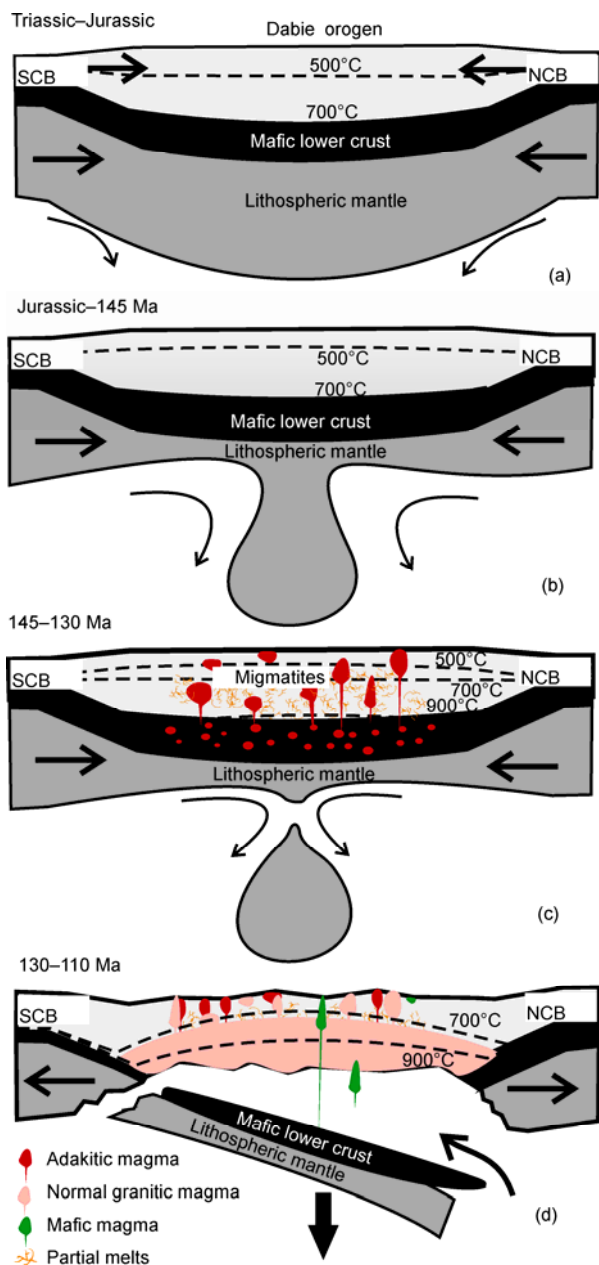 Triassic–Jurassic
Dabie orogen
SCB
500°C
NCB
700°C
Mafic lower crust
Lithospheric mantle
(a)
Jurassic–145 Ma
SCB
500°C
NCB
700°C
Mafic lower crust
Lithospheric mantle
(b)
145–130 Ma
SCB
500°C
NCB
Migmatites
700°C
900°C
Lithospheric mantle
(c)
130–110 Ma
SCB
NCB
700°C
900°C
Mafic lower crust
Lithospheric mantle
(d)
Adakitic magma
Normal granitic magma
Mafic magma
Partial melts